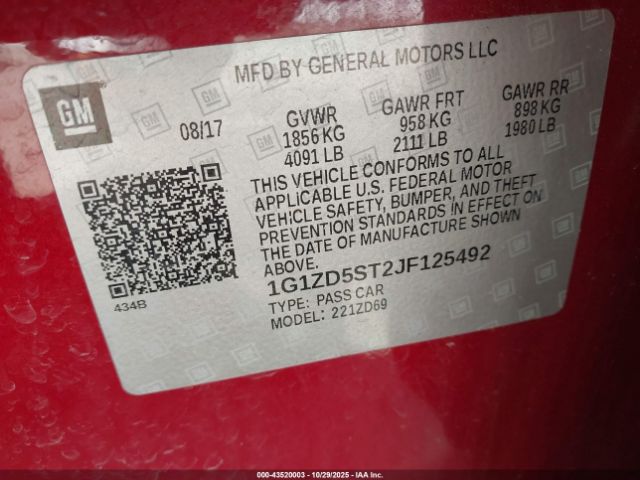 MFD BY GENERAL MOTORS LLC
GM
08/17
GVWR
1856 KG
4091 LB
GAWR FRT
958 KG
2111 LB
GAWR RR
898 KG
1980 LB
THIS VEHICLE CONFORMS TO ALL
APPLICABLE U.S. FEDERAL MOTOR
VEHICLE SAFETY, BUMPER, AND THEFT
PREVENTION STANDARDS IN EFFECT ON
THE DATE OF MANUFACTURE SHOWN
ABOVE.
1G1ZD5ST2JF125492
TYPE: PASS CAR
MODEL: 221ZD69
434B
000-43520003 - 10/29/2025 - IAA Inc.